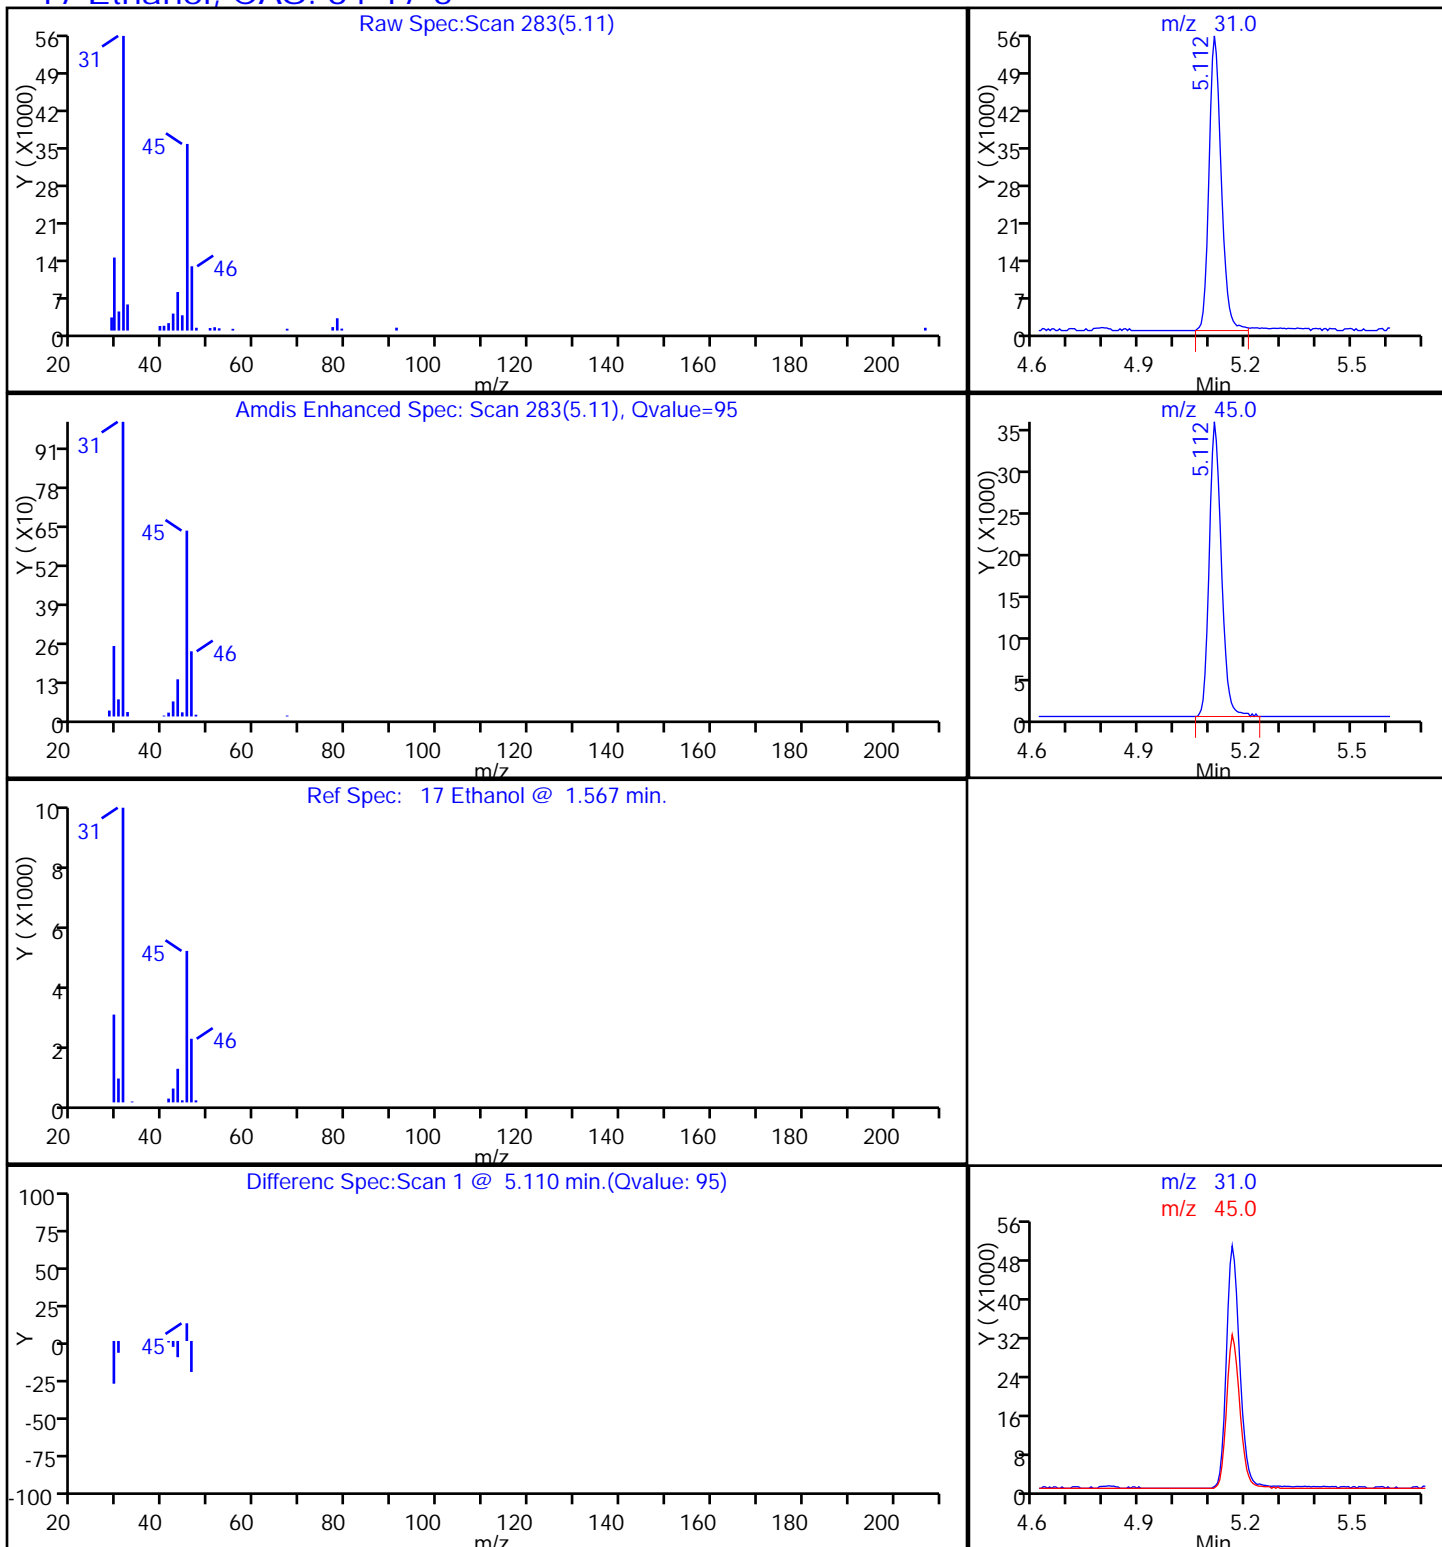 Raw Spec:Scan 283(5.11)
56
49
42
35
28
21
14
7
0
Y ( X1000)
31
45
46
20 40 60 80 100 120 140 160 180 200
m/z
m/z 31.0
56
49
42
35
28
21
14
7
0
Y ( X1000)
5.112
4.6 4.9 5.2 5.5
Min
Amdis Enhanced Spec: Scan 283(5.11), Qvalue=95
91
78
65
52
39
26
13
0
Y ( X10)
31
45
46
20 40 60 80 100 120 140 160 180 200
m/z
m/z 45.0
35
30
25
20
15
10
5
0
Y ( X1000)
5.112
4.6 4.9 5.2 5.5
Min
Ref Spec: 17 Ethanol @ 1.567 min.
10
8
6
4
2
0
Y ( X1000)
31
45
46
20 40 60 80 100 120 140 160 180 200
m/z
Differenc Spec:Scan 1 @ 5.110 min.(Qvalue: 95)
100
75
50
25
0
-25
-50
-75
-100
Y
45
20 40 60 80 100 120 140 160 180 200
m/z
m/z 31.0
m/z 45.0
56
48
40
32
24
16
8
0
Y ( X1000)
4.6 4.9 5.2 5.5
Min